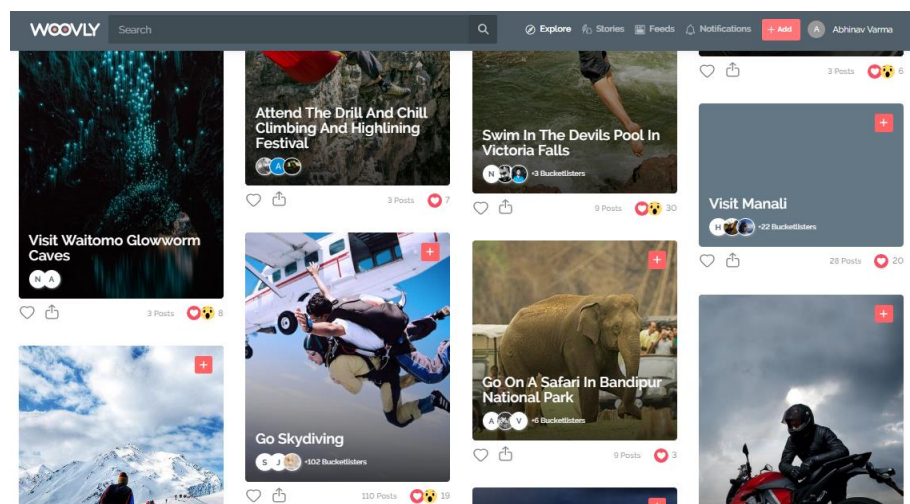 WOOVLY Search Explore Stories Feeds Notifications + Add A Abhinav Varma
Visit Waitomo Glowworm
Caves
N A
3 Posts 8
Attend The Drill And Chill
Climbing And Highlining
Festival
A
3 Posts 7
Go Skydiving
S J +102 Bucketlisters
110 Posts 19
Swim In The Devils Pool In
Victoria Falls
N +3 Bucketlisters
9 Posts 30
Go On A Safari In Bandipur
National Park
A V +6 Bucketlisters
9 Posts 3
3 Posts 6
Visit Manali
H +22 Bucketlisters
28 Posts 20